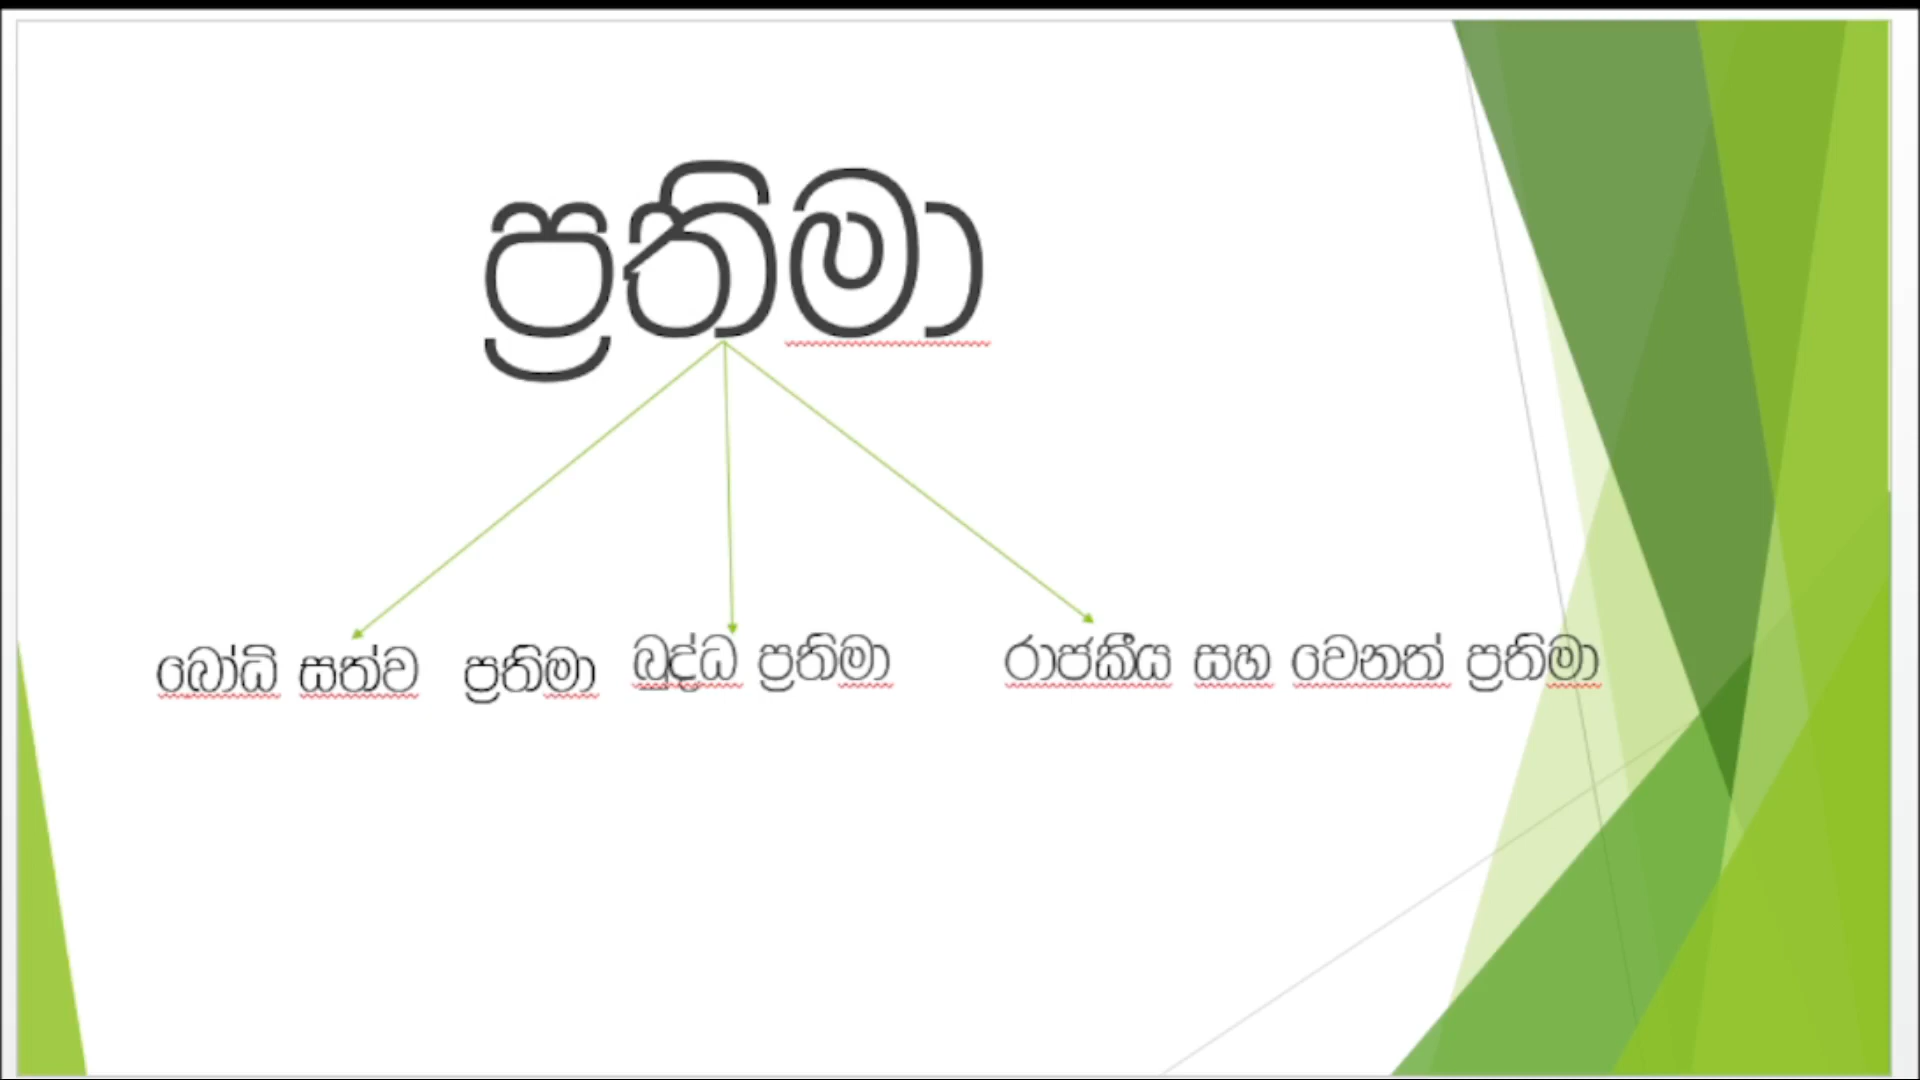 ප්‍රතිමා
බෝධි සත්ව ප්‍රතිමා
බුද්ධ ප්‍රතිමා
රාජකීය සහ වෙනත් ප්‍රතිමා